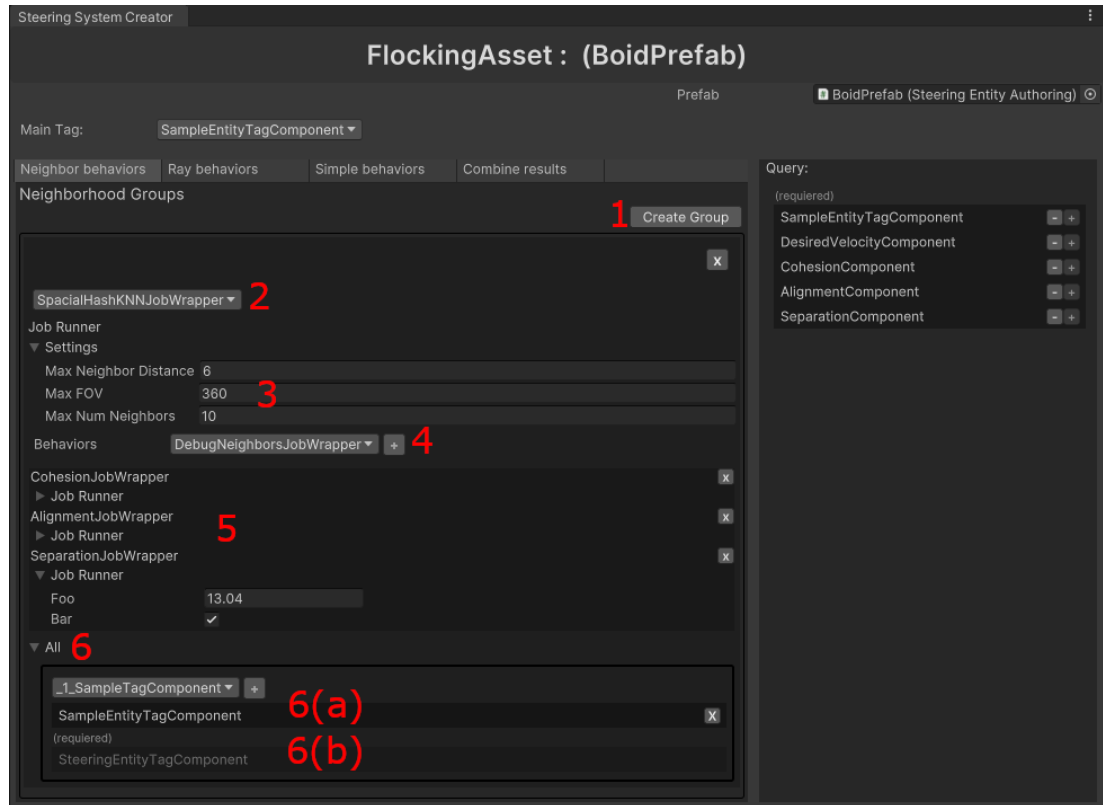 Steering System Creator
FlockingAsset : (BoidPrefab)
Prefab BoidPrefab (Steering Entity Authoring)
Main Tag: SampleEntityTagComponent
Neighbor behaviors Ray behaviors Simple behaviors Combine results
Neighborhood Groups
1 Create Group
x
SpacialHashKNNJobWrapper 2
Job Runner
Settings
Max Neighbor Distance 6
Max FOV 360 3
Max Num Neighbors 10
Behaviors DebugNeighborsJobWrapper + 4
CohesionJobWrapper x
Job Runner
AlignmentJobWrapper x
5
Job Runner
SeparationJobWrapper x
Job Runner
Foo 13.04
Bar
All 6
_1_SampleTagComponent +
6(a)
SampleEntityTagComponent X
(requiered)
6(b)
SteeringEntityTagComponent
Query:
(requiered)
SampleEntityTagComponent - +
DesiredVelocityComponent - +
CohesionComponent - +
AlignmentComponent - +
SeparationComponent - +